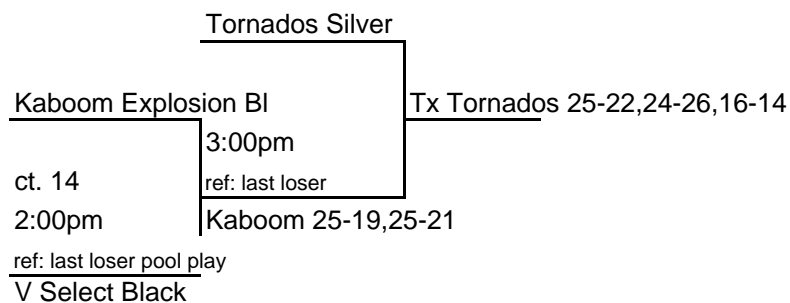 Tornados Silver
Kaboom Explosion Bl
Tx Tornados 25-22,24-26,16-14
3:00pm
ct. 14
ref: last loser
2:00pm
Kaboom 25-19,25-21
ref: last loser pool play
V Select Black